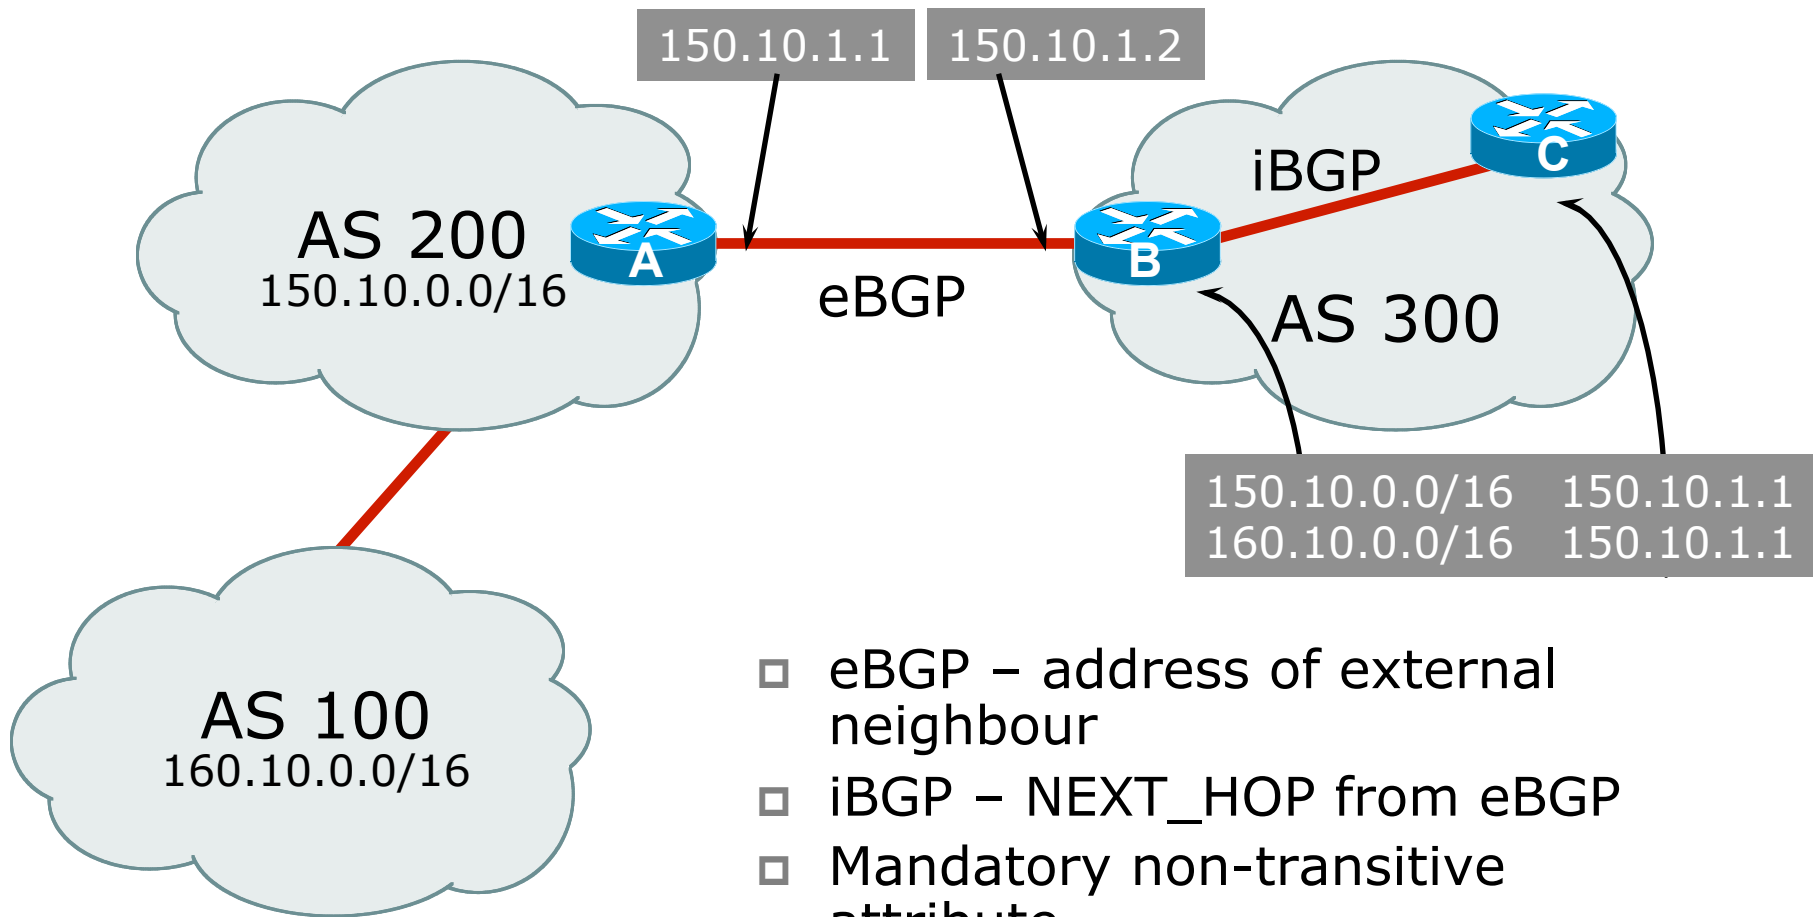 150.10.1.1 150.10.1.2
iBGP
C
AS 200
150.10.0.0/16
A
B
eBGP
AS 300
150.10.0.0/16 150.10.1.1
160.10.0.0/16 150.10.1.1
AS 100
160.10.0.0/16
eBGP – address of external
neighbour
iBGP – NEXT_HOP from eBGP
Mandatory non-transitive
attribute